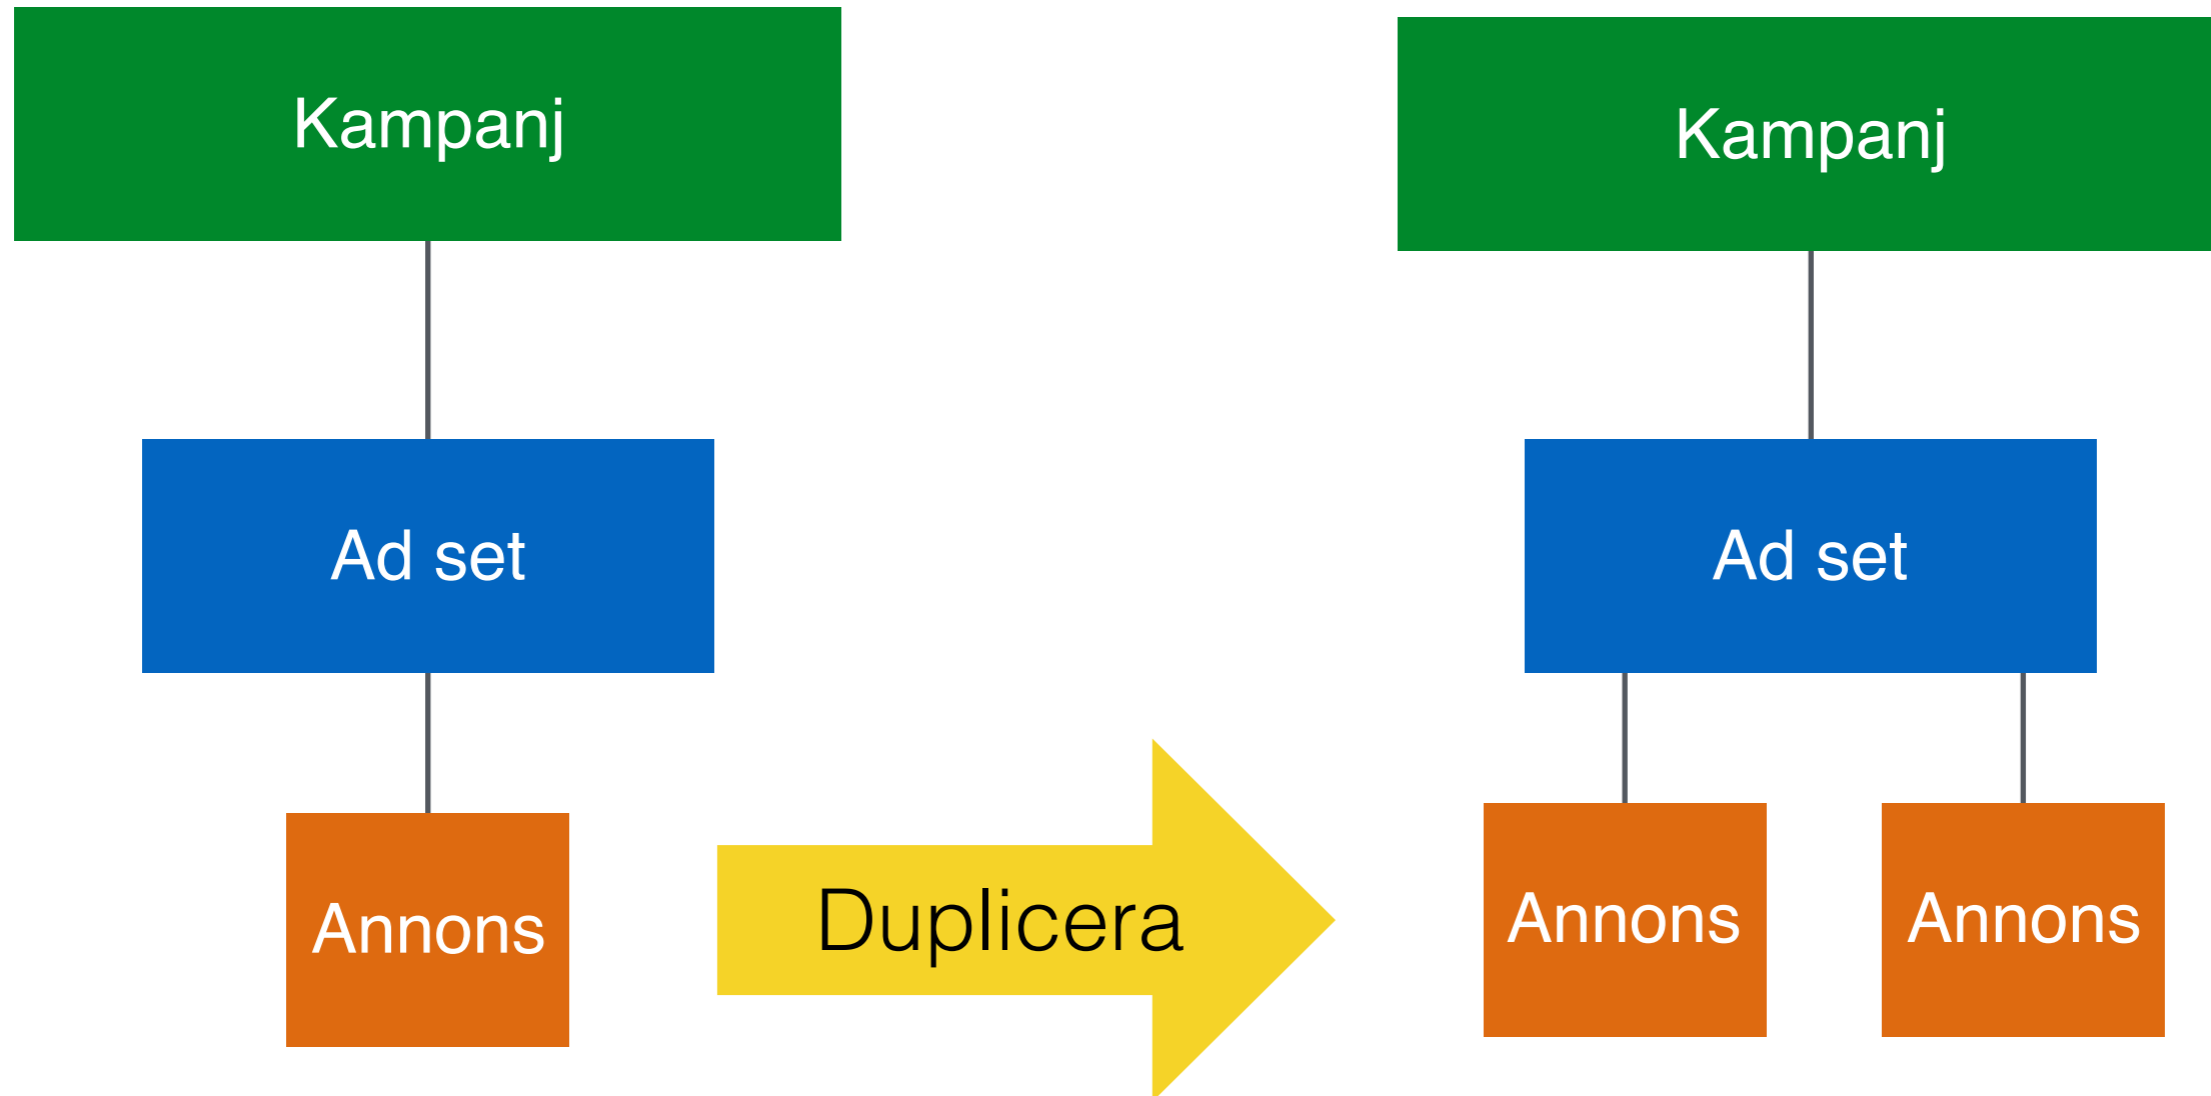 Kampanj
Ad set
Annons
Duplicera
Kampanj
Ad set
Annons
Annons